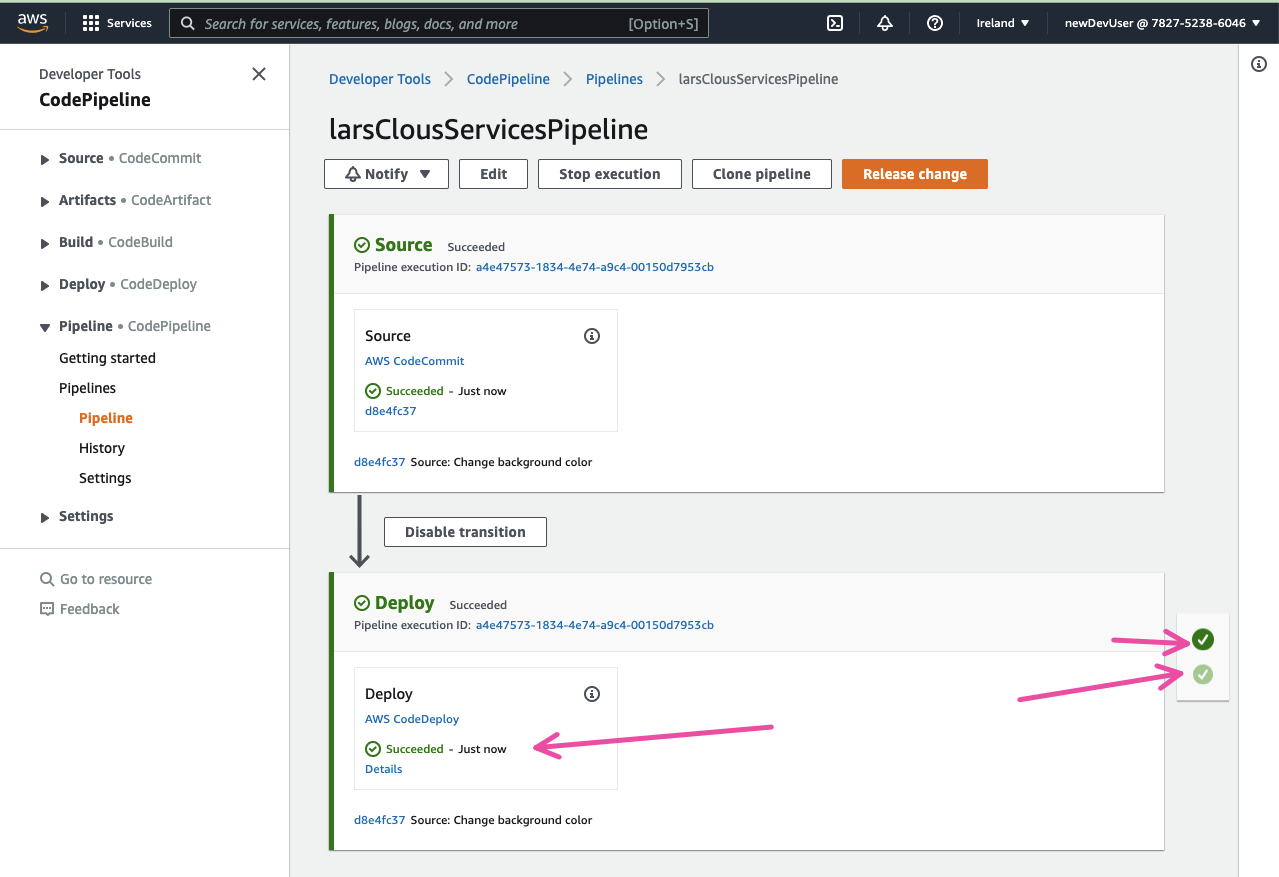 aws
Services
Search for services, features, blogs, docs, and more [Option+S]
Ireland ▼
newDevUser @ 7827-5238-6046 ▼
Developer Tools
CodePipeline
Source • CodeCommit
Artifacts • CodeArtifact
Build • CodeBuild
Deploy • CodeDeploy
Pipeline • CodePipeline
Getting started
Pipelines
Pipeline
History
Settings
Settings
Go to resource
Feedback
Developer Tools > CodePipeline > Pipelines > larsClousServicesPipeline
larsClousServicesPipeline
Notify ▼
Edit
Stop execution
Clone pipeline
Release change
Source Succeeded
Pipeline execution ID: a4e47573-1834-4e74-a9c4-00150d7953cb
Source
AWS CodeCommit
Succeeded - Just now
d8e4fc37
d8e4fc37 Source: Change background color
Disable transition
Deploy Succeeded
Pipeline execution ID: a4e47573-1834-4e74-a9c4-00150d7953cb
Deploy
AWS CodeDeploy
Succeeded - Just now
Details
d8e4fc37 Source: Change background color